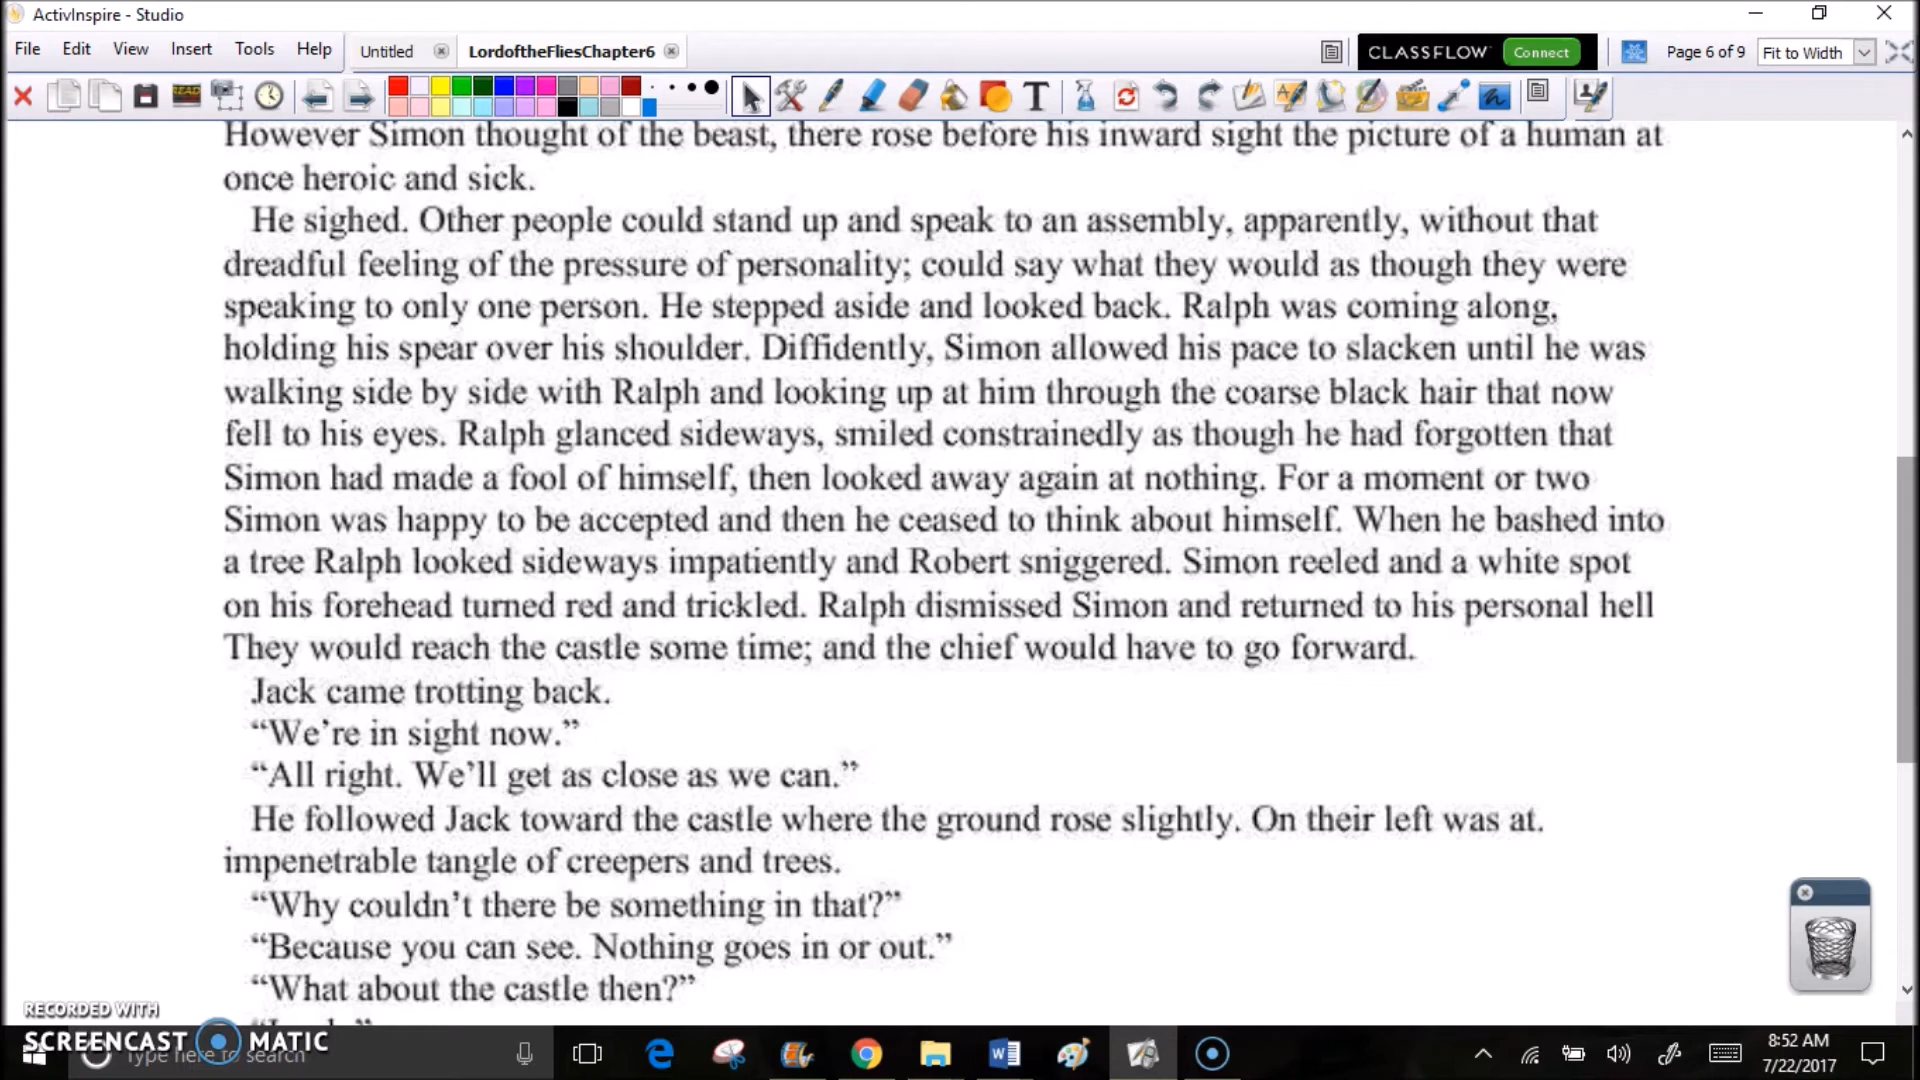 ActivInspire - Studio
File Edit View Insert Tools Help Untitled LordoftheFliesChapter6 CLASSFLOW Connect Page 6 of 9 Fit to Width
However Simon thought of the beast, there rose before his inward sight the picture of a human at
once heroic and sick.
He sighed. Other people could stand up and speak to an assembly, apparently, without that
dreadful feeling of the pressure of personality; could say what they would as though they were
speaking to only one person. He stepped aside and looked back. Ralph was coming along,
holding his spear over his shoulder. Diffidently, Simon allowed his pace to slacken until he was
walking side by side with Ralph and looking up at him through the coarse black hair that now
fell to his eyes. Ralph glanced sideways, smiled constrainedly as though he had forgotten that
Simon had made a fool of himself, then looked away again at nothing. For a moment or two
Simon was happy to be accepted and then he ceased to think about himself. When he bashed into
a tree Ralph looked sideways impatiently and Robert sniggered. Simon reeled and a white spot
on his forehead turned red and trickled. Ralph dismissed Simon and returned to his personal hell
They would reach the castle some time; and the chief would have to go forward.
Jack came trotting back.
“We’re in sight now.”
“All right. We’ll get as close as we can.”
He followed Jack toward the castle where the ground rose slightly. On their left was at.
impenetrable tangle of creepers and trees.
“Why couldn’t there be something in that?”
“Because you can see. Nothing goes in or out.”
“What about the castle then?”
RECORDED WITH
SCREENCAST MATIC
Type here to search
8:52 AM
7/22/2017